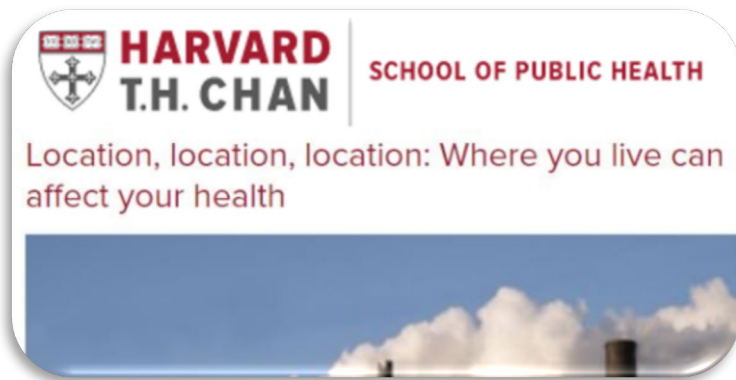 HARVARD
T.H. CHAN
SCHOOL OF PUBLIC HEALTH
Location, location, location: Where you live can
affect your health